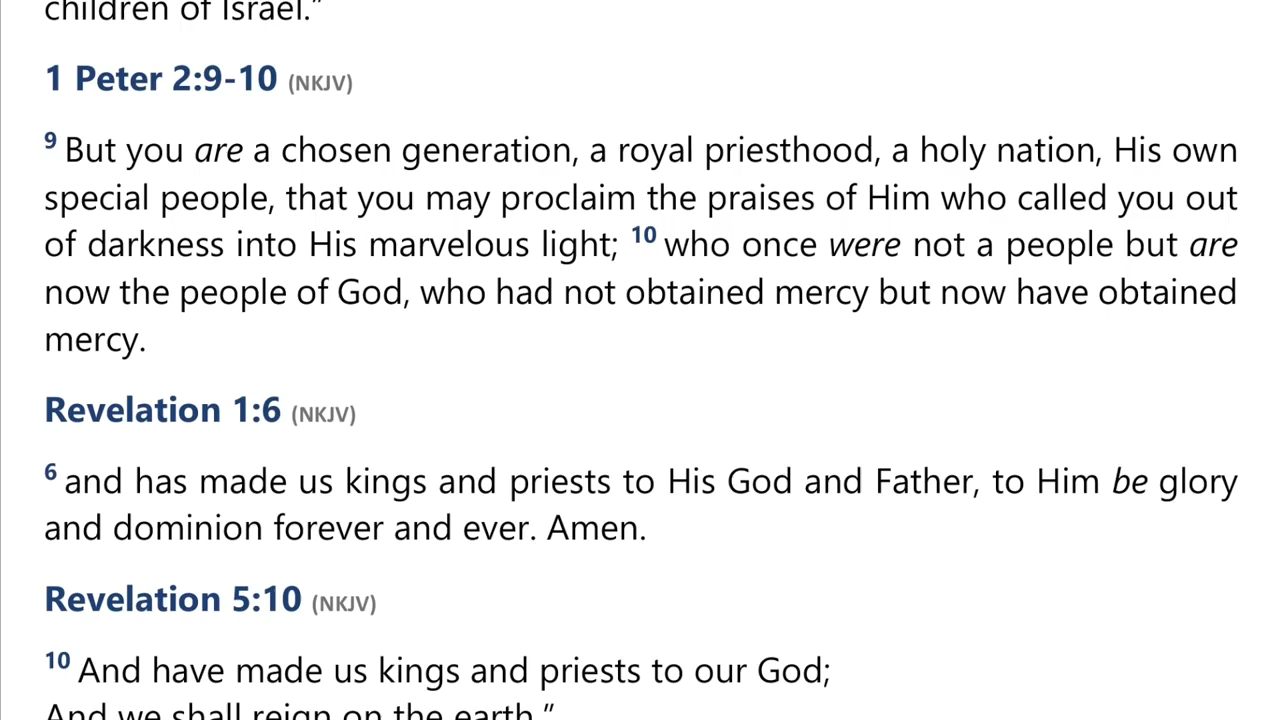 children of Israel."
1 Peter 2:9-10 (NKJV)
9 But you are a chosen generation, a royal priesthood, a holy nation, His own
special people, that you may proclaim the praises of Him who called you out
of darkness into His marvelous light; 10 who once were not a people but are
now the people of God, who had not obtained mercy but now have obtained
mercy.
Revelation 1:6 (NKJV)
6 and has made us kings and priests to His God and Father, to Him be glory
and dominion forever and ever. Amen.
Revelation 5:10 (NKJV)
10 And have made us kings and priests to our God;
And we shall reign on the earth."